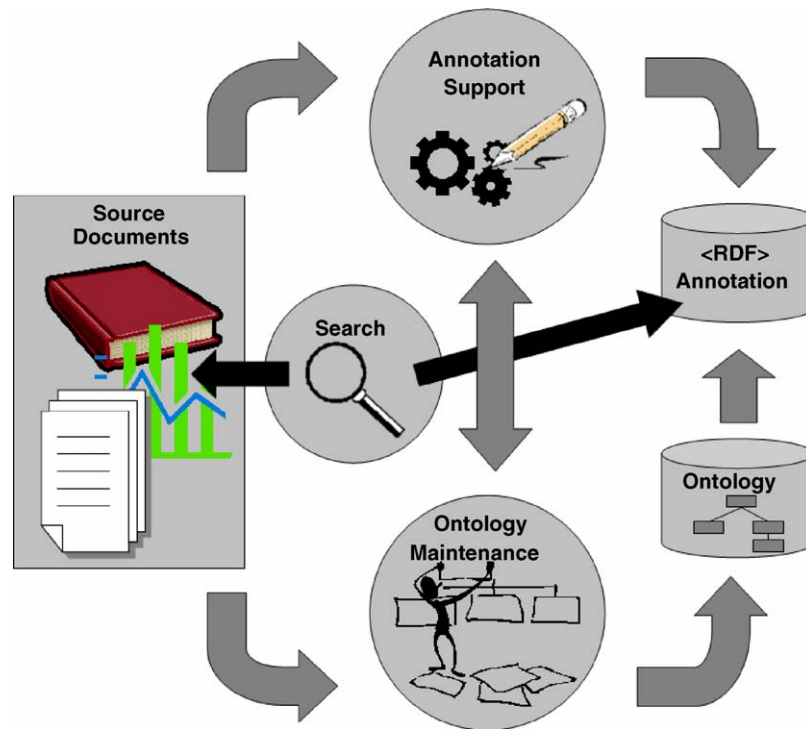 Annotation
Support
Source
Documents
<RDF>
Annotation
Search
Ontology
Ontology
Maintenance